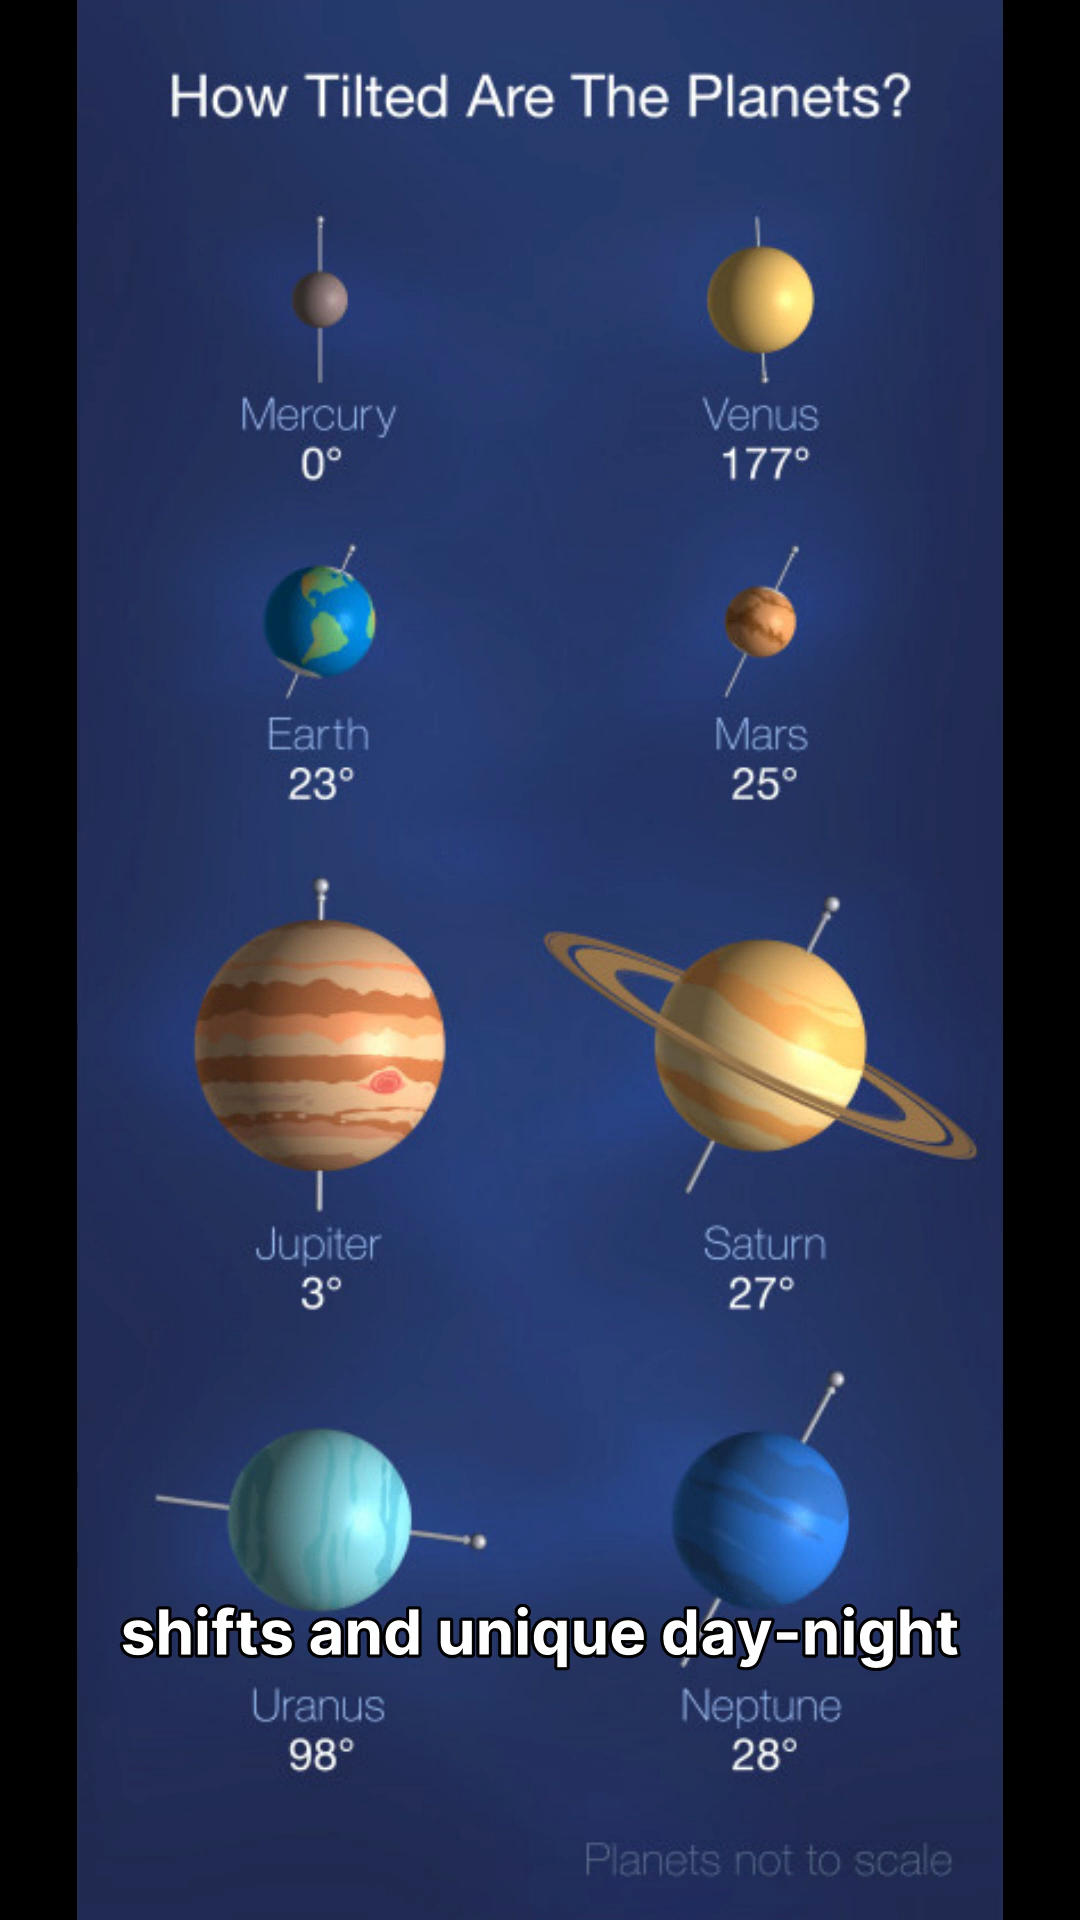 How Tilted Are The Planets?
Mercury
0°
Venus
177°
Earth
23°
Mars
25°
Jupiter
3°
Saturn
27°
shifts and unique day-night
Uranus
98°
Neptune
28°
Planets not to scale